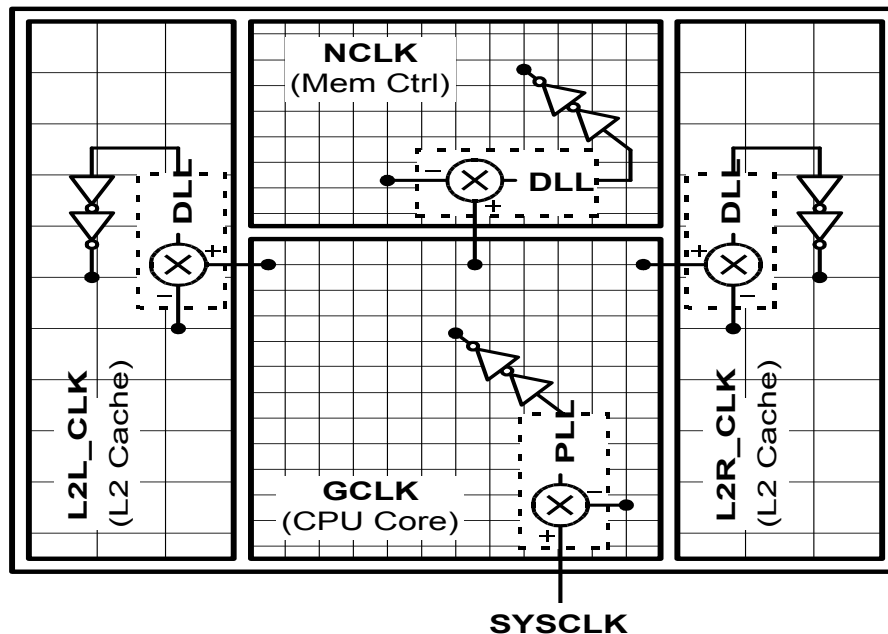 NCLK
(Mem Ctrl)
DLL
−
+
DLL
+
−
DLL
+
−
L2L_CLK
(L2 Cache)
PLL
−
+
GCLK
(CPU Core)
L2R_CLK
(L2 Cache)
SYSCLK